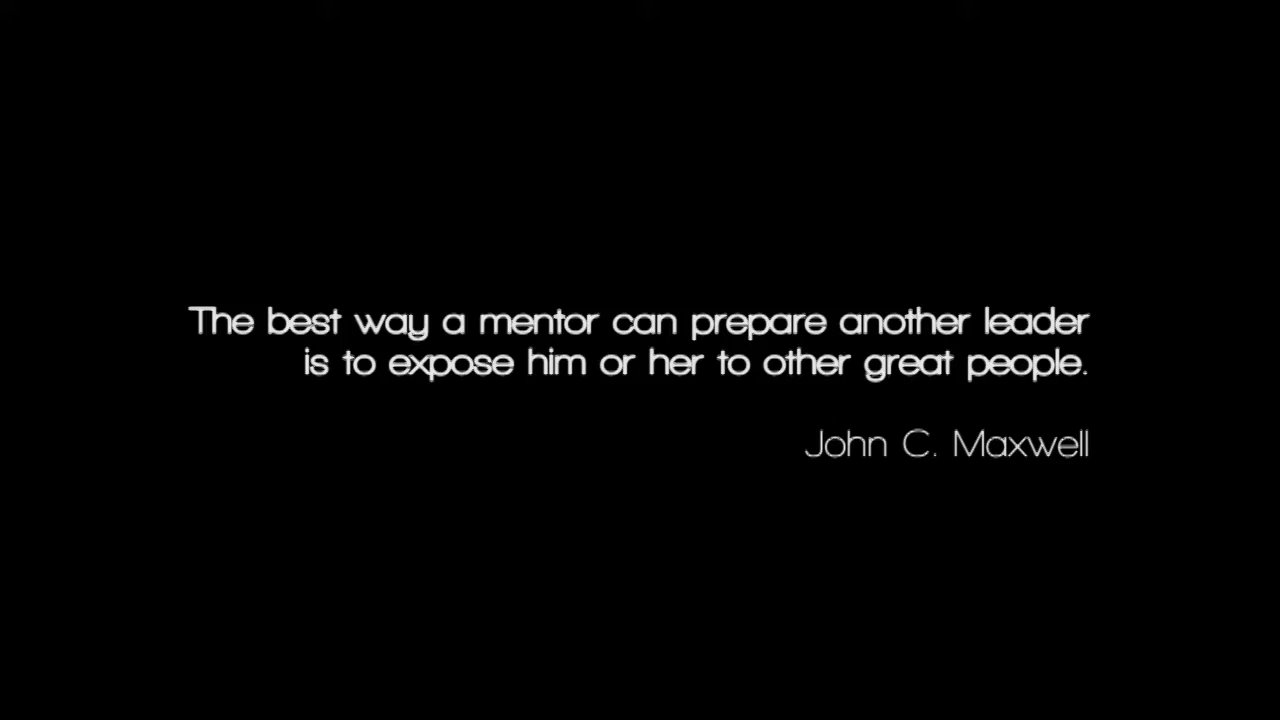 The best way a mentor can prepare another leader
is to expose him or her to other great people.
John C. Maxwell